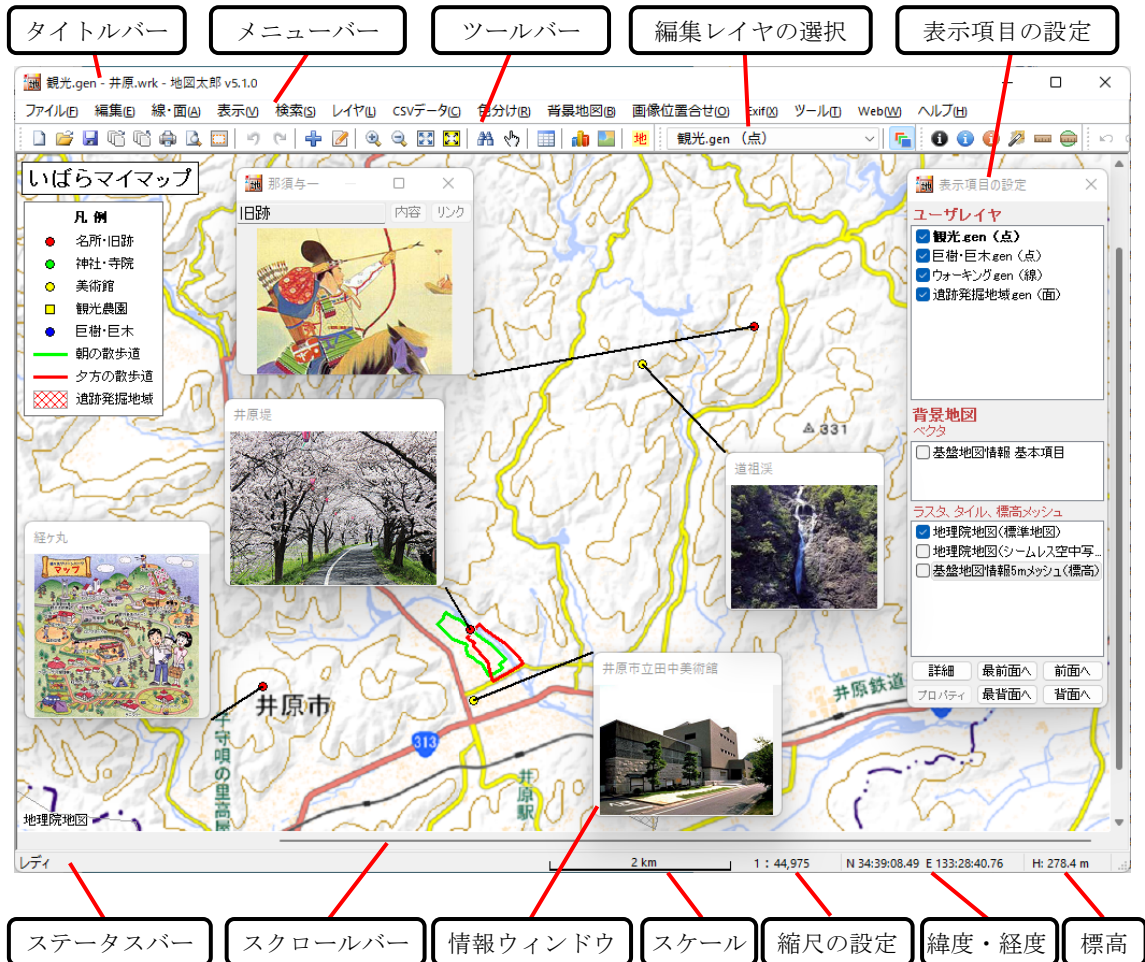 タイトルバー
メニューバー
ツールバー
編集レイヤの選択
表示項目の設定
観光.gen - 井原.wrk - 地図太郎 v5.1.0
ファイル(F) 編集(E) 線・面(A) 表示(V) 検索(S) レイヤ(L) CSVデータ(C) 色分け(R) 背景地図(B) 画像位置合せ(O) Exif(X) ツール(T) Web(W) ヘルプ(H)
地 観光.gen (点)
いばらマイマップ
凡 例
名所・旧跡
神社・寺院
美術館
観光農園
巨樹・巨木
朝の散歩道
夕方の散歩道
遺跡発掘地域
那須与一
旧跡 内容 リンク
井原堤
経ヶ丸
マップ
道祖渓
井原市立田中美術館
331
井原市
井原鉄道
313
井原駅
子守唄の里高屋
地理院地図
表示項目の設定
ユーザレイヤ
観光.gen (点)
巨樹・巨木.gen (点)
ウォーキング.gen (線)
遺跡発掘地域.gen (面)
背景地図
ベクタ
基盤地図情報 基本項目
ラスタ、タイル、標高メッシュ
地理院地図(標準地図)
地理院地図(シームレス空中写...
基盤地図情報5mメッシュ(標高)
詳細 最前面へ 前面へ
プロパティ 最背面へ 背面へ
レディ 2 km 1 : 44,975 N 34:39:08.49 E 133:28:40.76 H: 278.4 m
ステータスバー
スクロールバー
情報ウィンドウ
スケール
縮尺の設定
緯度・経度
標高